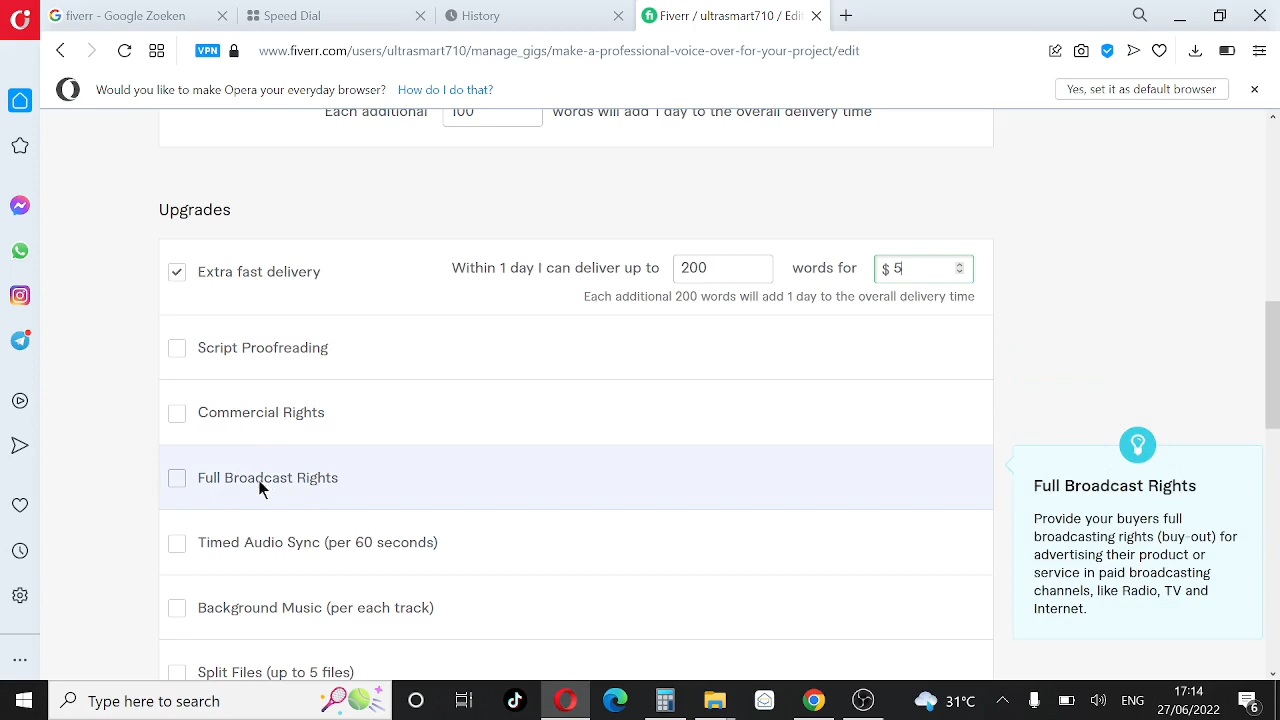 fiverr - Google Zoeken
Speed Dial
History
Fiverr / ultrasmart710 / Edi
VPN
www.fiverr.com/users/ultrasmart710/manage_gigs/make-a-professional-voice-over-for-your-project/edit
Would you like to make Opera your everyday browser? How do I do that?
Yes, set it as default browser
Each additional 100 words will add 1 day to the overall delivery time
Upgrades
Extra fast delivery
Within 1 day I can deliver up to 200 words for $ 5
Each additional 200 words will add 1 day to the overall delivery time
Script Proofreading
Commercial Rights
Full Broadcast Rights
Timed Audio Sync (per 60 seconds)
Background Music (per each track)
Split Files (up to 5 files)
Full Broadcast Rights
Provide your buyers full
broadcasting rights (buy-out) for
advertising their product or
service in paid broadcasting
channels, like Radio, TV and
Internet.
Type here to search
31°C
ENG
17:14
27/06/2022
6